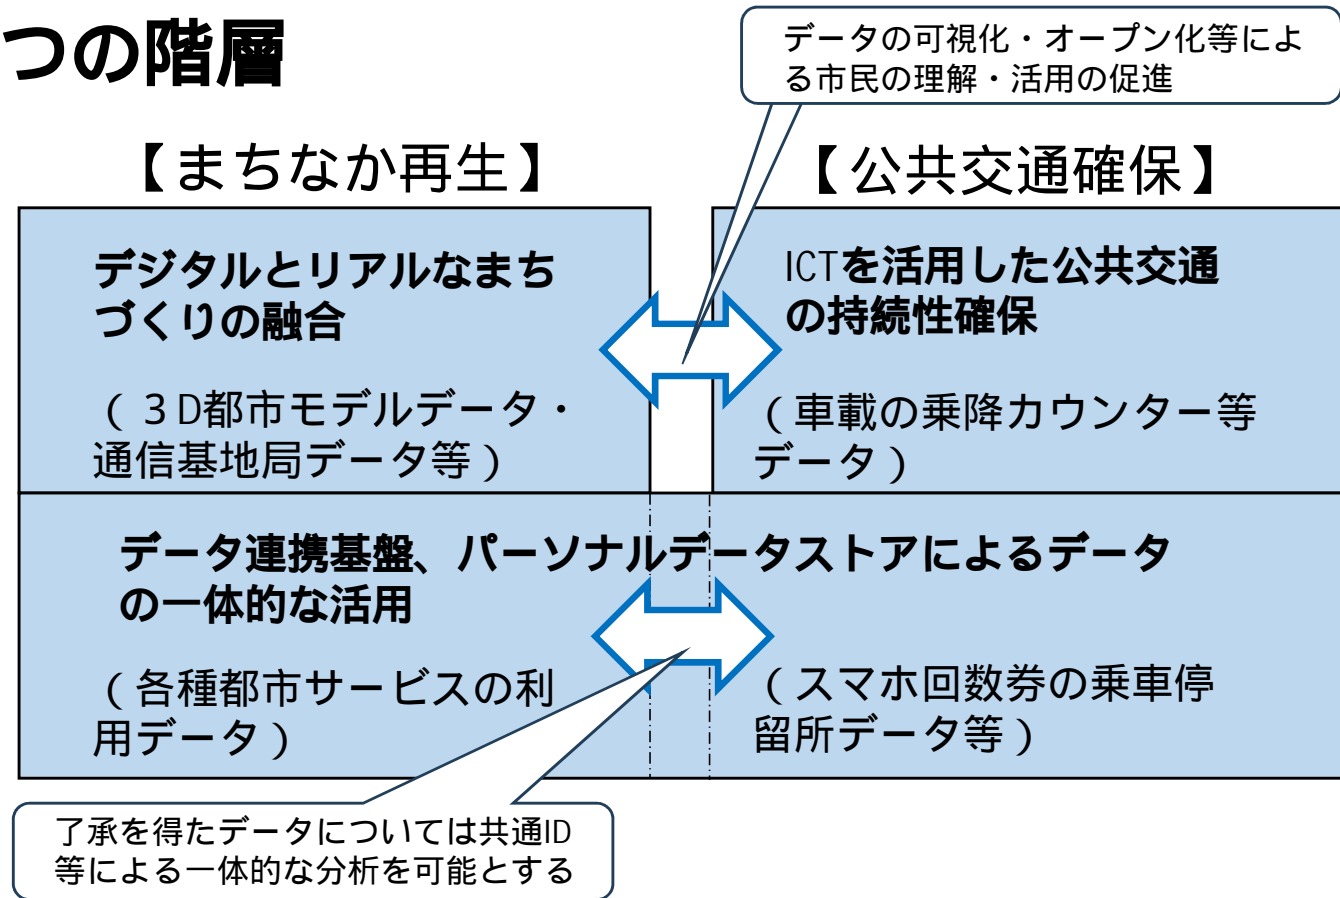 つの階層
データの可視化・オープン化等によ
る市民の理解・活用の促進
【まちなか再生】
【公共交通確保】
デジタルとリアルなまち
づくりの融合
（３D都市モデルデータ・
通信基地局データ等）
ICTを活用した公共交通
の持続性確保
（車載の乗降カウンター等
データ）
データ連携基盤、パーソナルデータストアによるデータ
の一体的な活用
（各種都市サービスの利
用データ）
（スマホ回数券の乗車停
留所データ等）
了承を得たデータについては共通ID
等による一体的な分析を可能とする